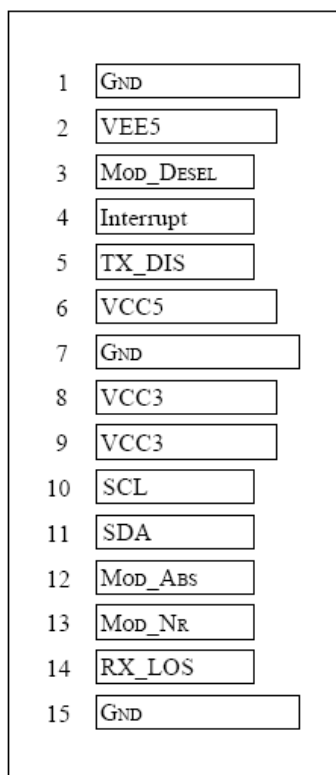 1 GND
2 VEE5
3 MOD_DESEL
4 Interrupt
5 TX_DIS
6 VCC5
7 GND
8 VCC3
9 VCC3
10 SCL
11 SDA
12 MOD_ABS
13 MOD_NR
14 RX_LOS
15 GND